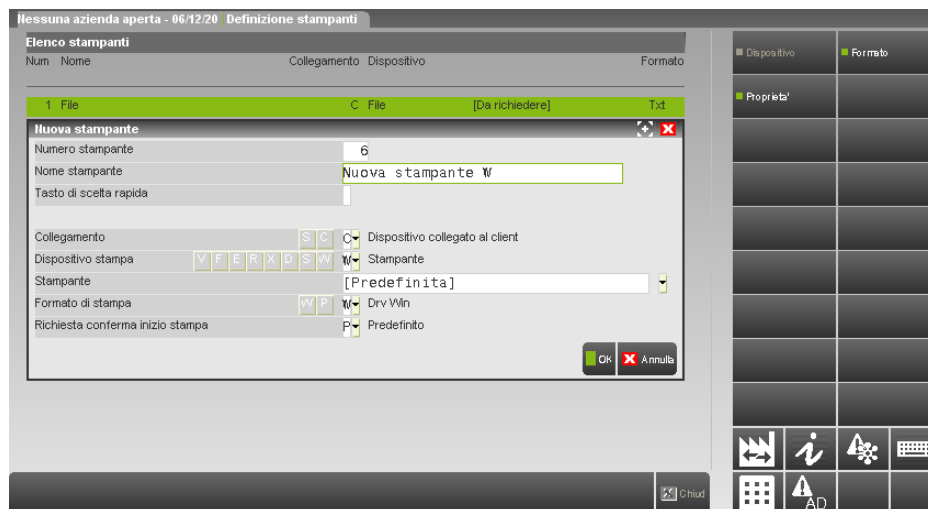 Nessuna azienda aperta - 06/12/20 Definizione stampanti
Elenco stampanti
Num Nome Collegamento Dispositivo Formato
1 File C File [Da richiedere] Txt
Nuova stampante
Numero stampante 6
Nome stampante Nuova stampante W
Tasto di scelta rapida
Collegamento S C C Dispositivo collegato al client
Dispositivo stampa V F E R X D S W W Stampante
Stampante [Predefinita]
Formato di stampa W P W Drv Win
Richiesta conferma inizio stampa P Predefinito
Ok Annulla
Chiud
Dispositivo Formato
Proprieta'
i
AD